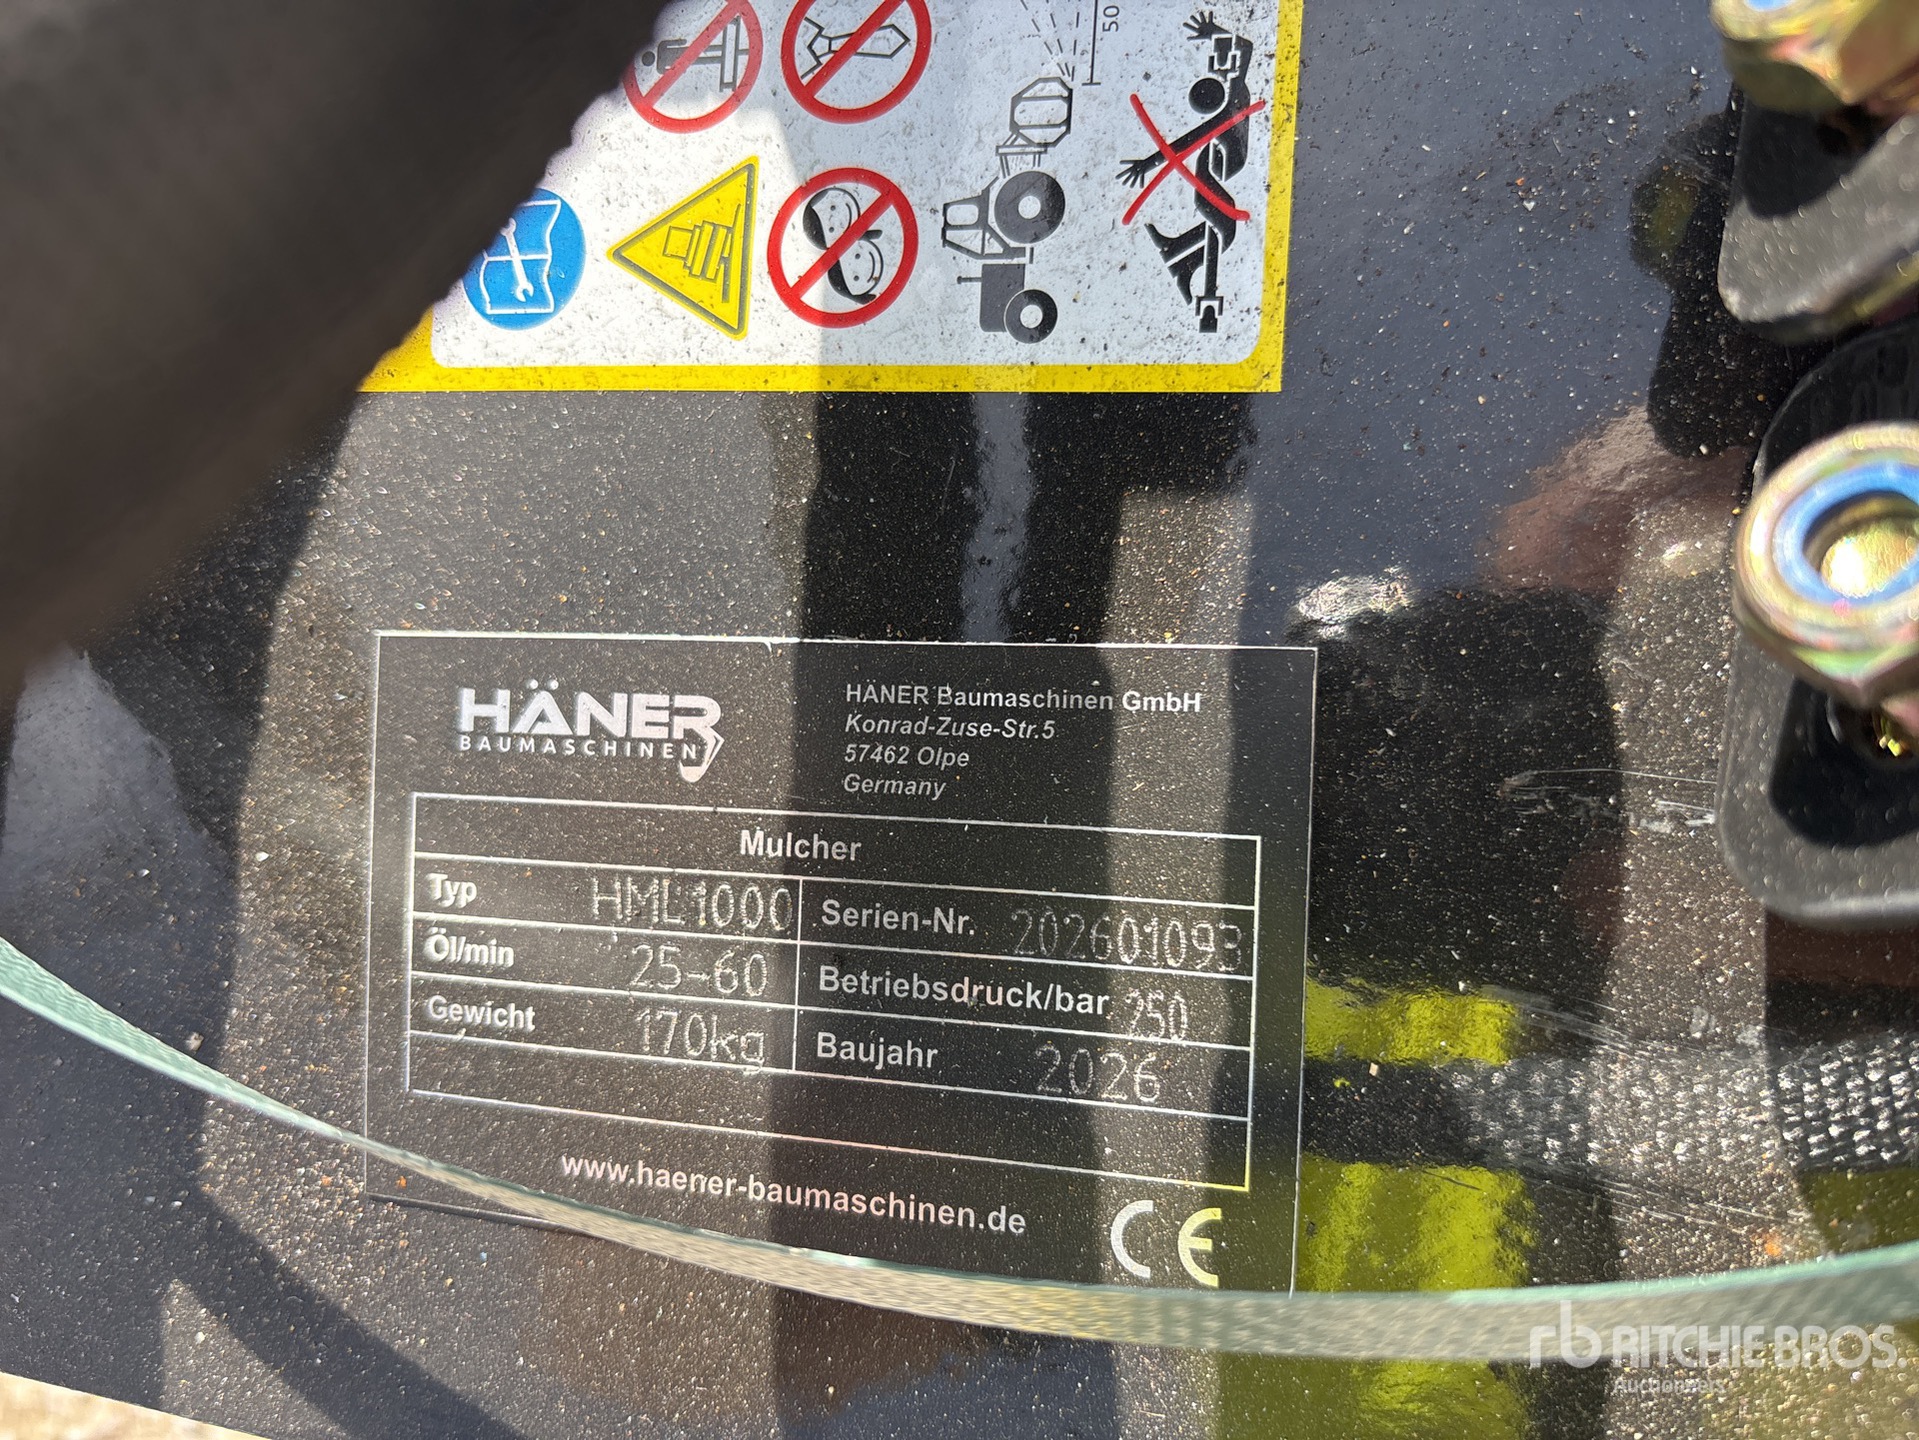 50
HÄNER
BAUMASCHINEN
HÄNER Baumaschinen GmbH
Konrad-Zuse-Str.5
57462 Olpe
Germany
Mulcher
Typ HML1000 Serien-Nr. 202601093
Öl/min 25-60 Betriebsdruck/bar 250
Gewicht 170kg Baujahr 2026
www.haener-baumaschinen.de
CE
rb RITCHIE BROS.
Auctioneers